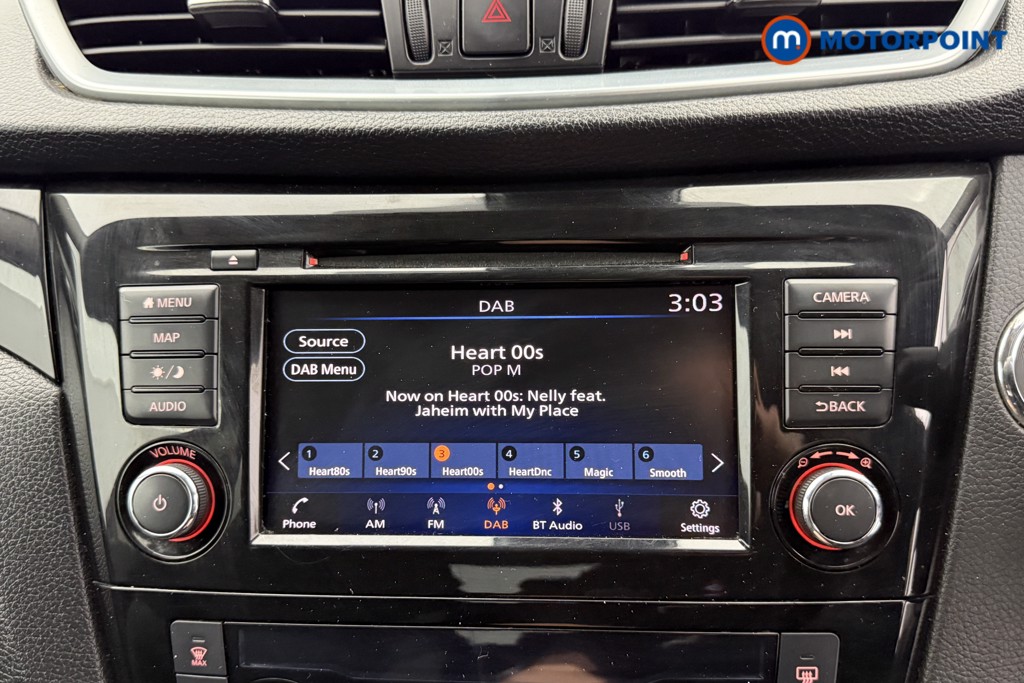 m MOTORPOINT
MENU
MAP
AUDIO
VOLUME
DAB
3:03
Source
DAB Menu
Heart 00s
POP M
Now on Heart 00s: Nelly feat.
Jaheim with My Place
1 Heart80s
2 Heart90s
3 Heart00s
4 HeartDnc
5 Magic
6 Smooth
Phone
AM
FM
DAB
BT Audio
USB
Settings
CAMERA
BACK
OK
MAX